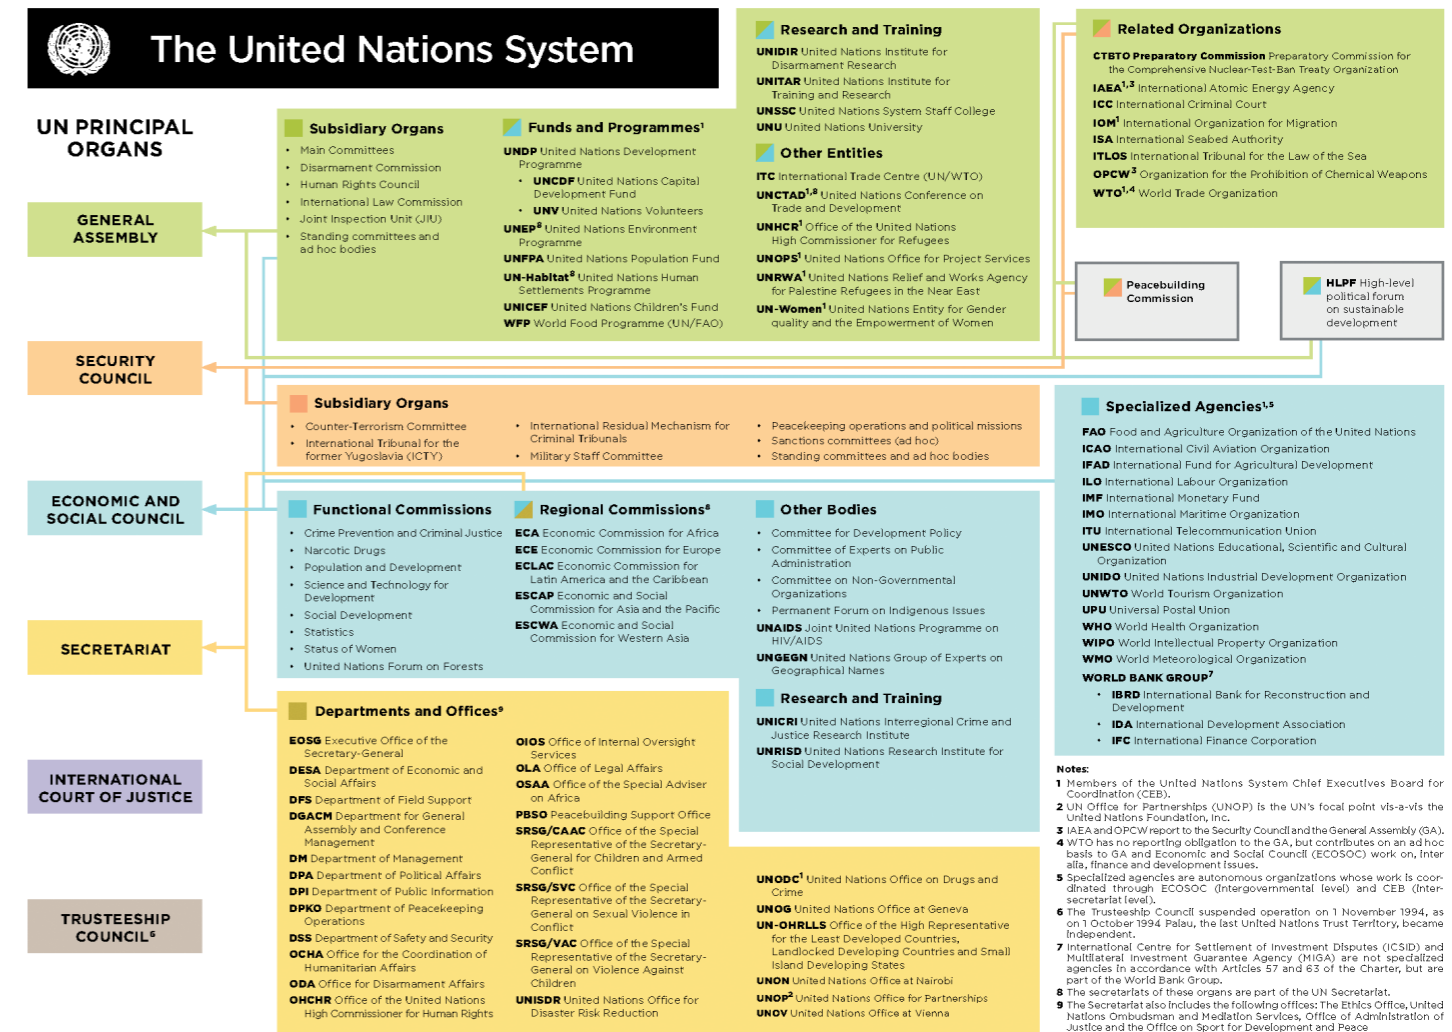 The United Nations System
UN PRINCIPAL
ORGANS
GENERAL
ASSEMBLY
SECURITY
COUNCIL
ECONOMIC AND
SOCIAL COUNCIL
SECRETARIAT
INTERNATIONAL
COURT OF JUSTICE
TRUSTEESHIP
COUNCIL⁶
Subsidiary Organs
• Main Committees
• Disarmament Commission
• Human Rights Council
• International Law Commission
• Joint Inspection Unit (JIU)
• Standing committees and
ad hoc bodies
Funds and Programmes¹
UNDP United Nations Development
Programme
• UNCDF United Nations Capital
Development Fund
• UNV United Nations Volunteers
UNEP⁸ United Nations Environment
Programme
UNFPA United Nations Population Fund
UN-Habitat⁸ United Nations Human
Settlements Programme
UNICEF United Nations Children's Fund
WFP World Food Programme (UN/FAO)
Research and Training
UNIDIR United Nations Institute for
Disarmament Research
UNITAR United Nations Institute for
Training and Research
UNSSC United Nations System Staff College
UNU United Nations University
Other Entities
ITC International Trade Centre (UN/WTO)
UNCTAD¹,⁸ United Nations Conference on
Trade and Development
UNHCR¹ Office of the United Nations
High Commissioner for Refugees
UNOPS¹ United Nations Office for Project Services
UNRWA¹ United Nations Relief and Works Agency
for Palestine Refugees in the Near East
UN-Women¹ United Nations Entity for Gender
quality and the Empowerment of Women
Related Organizations
CTBTO Preparatory Commission Preparatory Commission for
the Comprehensive Nuclear-Test-Ban Treaty Organization
IAEA¹,³ International Atomic Energy Agency
ICC International Criminal Court
IOM¹ International Organization for Migration
ISA International Seabed Authority
ITLOS International Tribunal for the Law of the Sea
OPCW³ Organization for the Prohibition of Chemical Weapons
WTO¹,⁴ World Trade Organization
Peacebuilding
Commission
HLPF High-level
political forum
on sustainable
development
Subsidiary Organs
• Counter-Terrorism Committee
• International Tribunal for the
former Yugoslavia (ICTY)
• International Residual Mechanism for
Criminal Tribunals
• Military Staff Committee
• Peacekeeping operations and political missions
• Sanctions committees (ad hoc)
• Standing committees and ad hoc bodies
Functional Commissions
• Crime Prevention and Criminal Justice
• Narcotic Drugs
• Population and Development
• Science and Technology for
Development
• Social Development
• Statistics
• Status of Women
• United Nations Forum on Forests
Regional Commissions⁸
ECA Economic Commission for Africa
ECE Economic Commission for Europe
ECLAC Economic Commission for
Latin America and the Caribbean
ESCAP Economic and Social
Commission for Asia and the Pacific
ESCWA Economic and Social
Commission for Western Asia
Other Bodies
• Committee for Development Policy
• Committee of Experts on Public
Administration
• Committee on Non-Governmental
Organizations
• Permanent Forum on Indigenous Issues
UNAIDS Joint United Nations Programme on
HIV/AIDS
UNGEGN United Nations Group of Experts on
Geographical Names
Research and Training
UNICRI United Nations Interregional Crime and
Justice Research Institute
UNRISD United Nations Research Institute for
Social Development
Specialized Agencies¹,⁵
FAO Food and Agriculture Organization of the United Nations
ICAO International Civil Aviation Organization
IFAD International Fund for Agricultural Development
ILO International Labour Organization
IMF International Monetary Fund
IMO International Maritime Organization
ITU International Telecommunication Union
UNESCO United Nations Educational, Scientific and Cultural
Organization
UNIDO United Nations Industrial Development Organization
UNWTO World Tourism Organization
UPU Universal Postal Union
WHO World Health Organization
WIPO World Intellectual Property Organization
WMO World Meteorological Organization
WORLD BANK GROUP⁷
• IBRD International Bank for Reconstruction and
Development
• IDA International Development Association
• IFC International Finance Corporation
Departments and Offices⁹
EOSG Executive Office of the
Secretary-General
DESA Department of Economic and
Social Affairs
DFS Department of Field Support
DGACM Department for General
Assembly and Conference
Management
DM Department of Management
DPA Department of Political Affairs
DPI Department of Public Information
DPKO Department of Peacekeeping
Operations
DSS Department of Safety and Security
OCHA Office for the Coordination of
Humanitarian Affairs
ODA Office for Disarmament Affairs
OHCHR Office of the United Nations
High Commissioner for Human Rights
OIOS Office of Internal Oversight
Services
OLA Office of Legal Affairs
OSAA Office of the Special Adviser
on Africa
PBSO Peacebuilding Support Office
SRSG/CAAC Office of the Special
Representative of the Secretary-
General for Children and Armed
Conflict
SRSG/SVC Office of the Special
Representative of the Secretary-
General on Sexual Violence in
Conflict
SRSG/VAC Office of the Special
Representative of the Secretary-
General on Violence Against
Children
UNISDR United Nations Office for
Disaster Risk Reduction
UNODC¹ United Nations Office on Drugs and
Crime
UNOG United Nations Office at Geneva
UN-OHRLLS Office of the High Representative
for the Least Developed Countries,
Landlocked Developing Countries and Small
Island Developing States
UNON United Nations Office at Nairobi
UNOP² United Nations Office for Partnerships
UNOV United Nations Office at Vienna
Notes:
1 Members of the United Nations System Chief Executives Board for
Coordination (CEB).
2 UN Office for Partnerships (UNOP) is the UN's focal point vis-a-vis the
United Nations Foundation, Inc.
3 IAEA and OPCW report to the Security Council and the General Assembly (GA).
4 WTO has no reporting obligation to the GA, but contributes on an ad hoc
basis to GA and Economic and Social Council (ECOSOC) work on, inter
alia, finance and development issues.
5 Specialized agencies are autonomous organizations whose work is coor-
dinated through ECOSOC (intergovernmental level) and CEB (inter-
secretariat level).
6 The Trusteeship Council suspended operation on 1 November 1994, as
on 1 October 1994 Palau, the last United Nations Trust Territory, became
independent.
7 International Centre for Settlement of Investment Disputes (ICSID) and
Multilateral Investment Guarantee Agency (MIGA) are not specialized
agencies in accordance with Articles 57 and 63 of the Charter, but are
part of the World Bank Group.
8 The secretariats of these organs are part of the UN Secretariat.
9 The Secretariat also includes the following offices: The Ethics Office, United
Nations Ombudsman and Mediation Services, Office of Administration of
Justice and the Office on Sport for Development and Peace